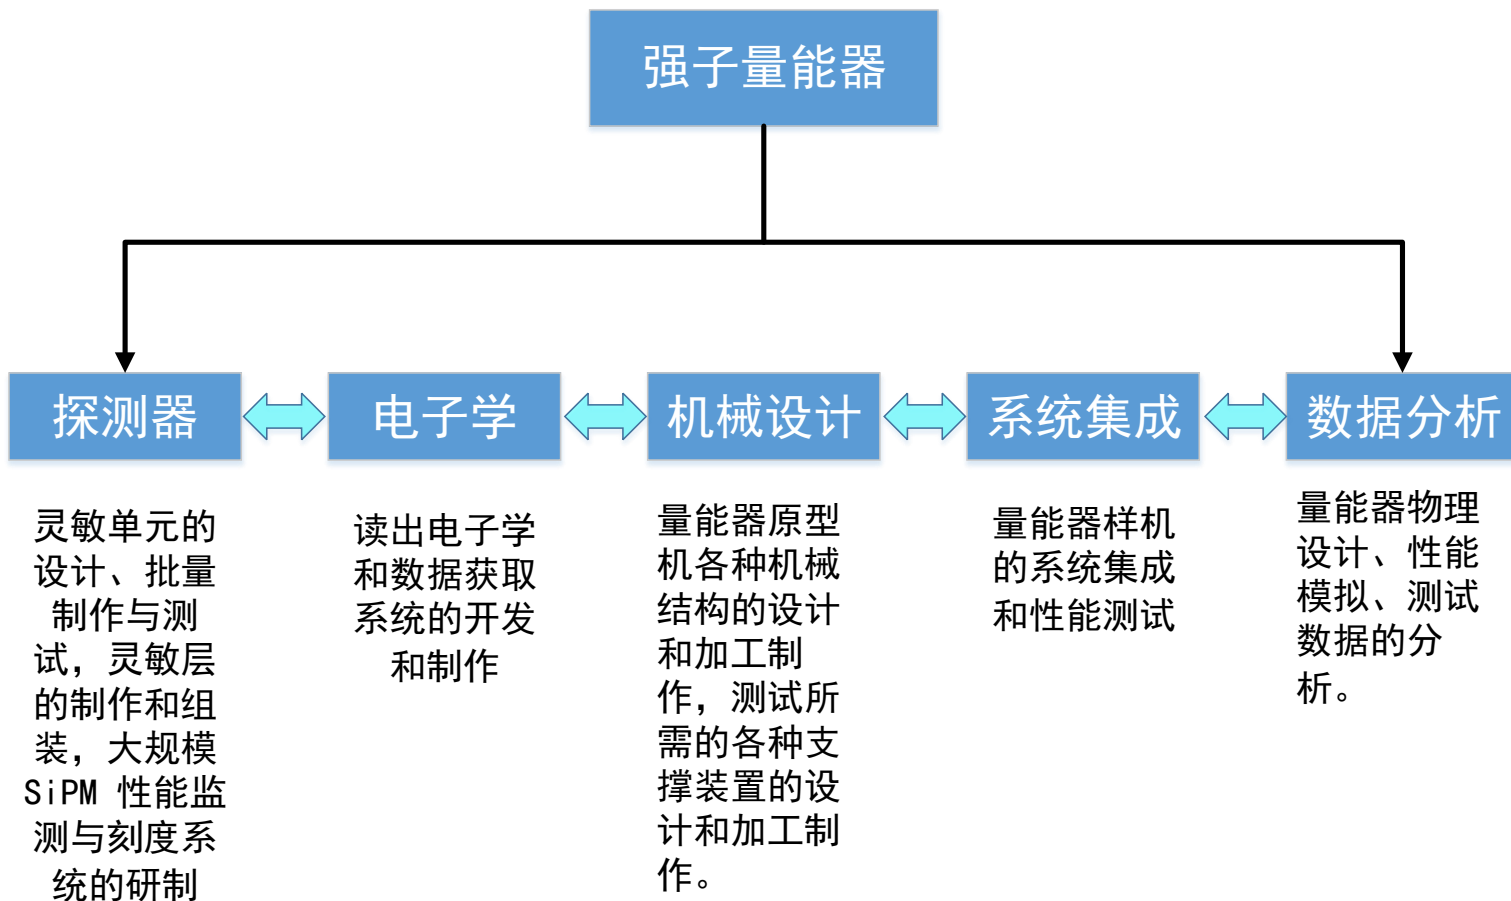 强子量能器
探测器
电子学
机械设计
系统集成
数据分析
灵敏单元的
设计、批量
制作与测
试，灵敏层
的制作和组
装，大规模
SiPM 性能监
测与刻度系
统的研制
读出电子学
和数据获取
系统的开发
和制作
量能器原型
机各种机械
结构的设计
和加工制
作，测试所
需的各种支
撑装置的设
计和加工制
作。
量能器样机
的系统集成
和性能测试
量能器物理
设计、性能
模拟、测试
数据的分
析。